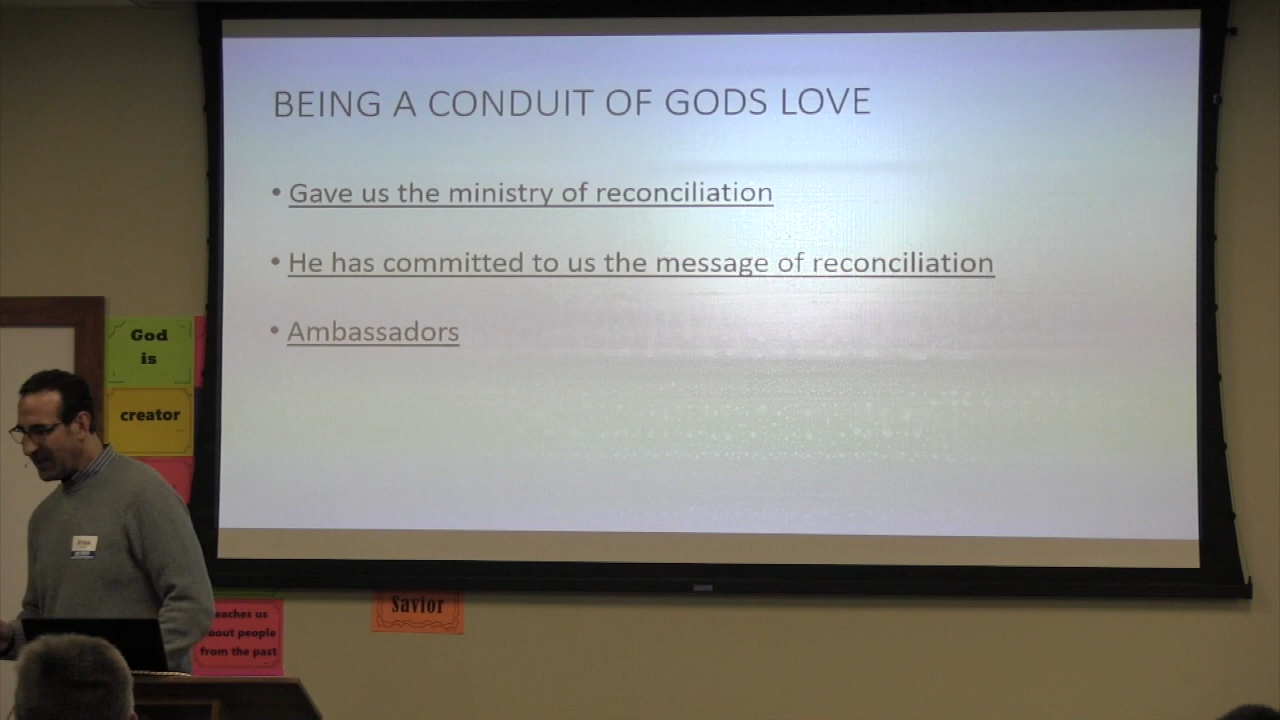 BEING A CONDUIT OF GODS LOVE
• Gave us the ministry of reconciliation
• He has committed to us the message of reconciliation
• Ambassadors
God
is
creator
Savior
eaches us
bout people
from the past